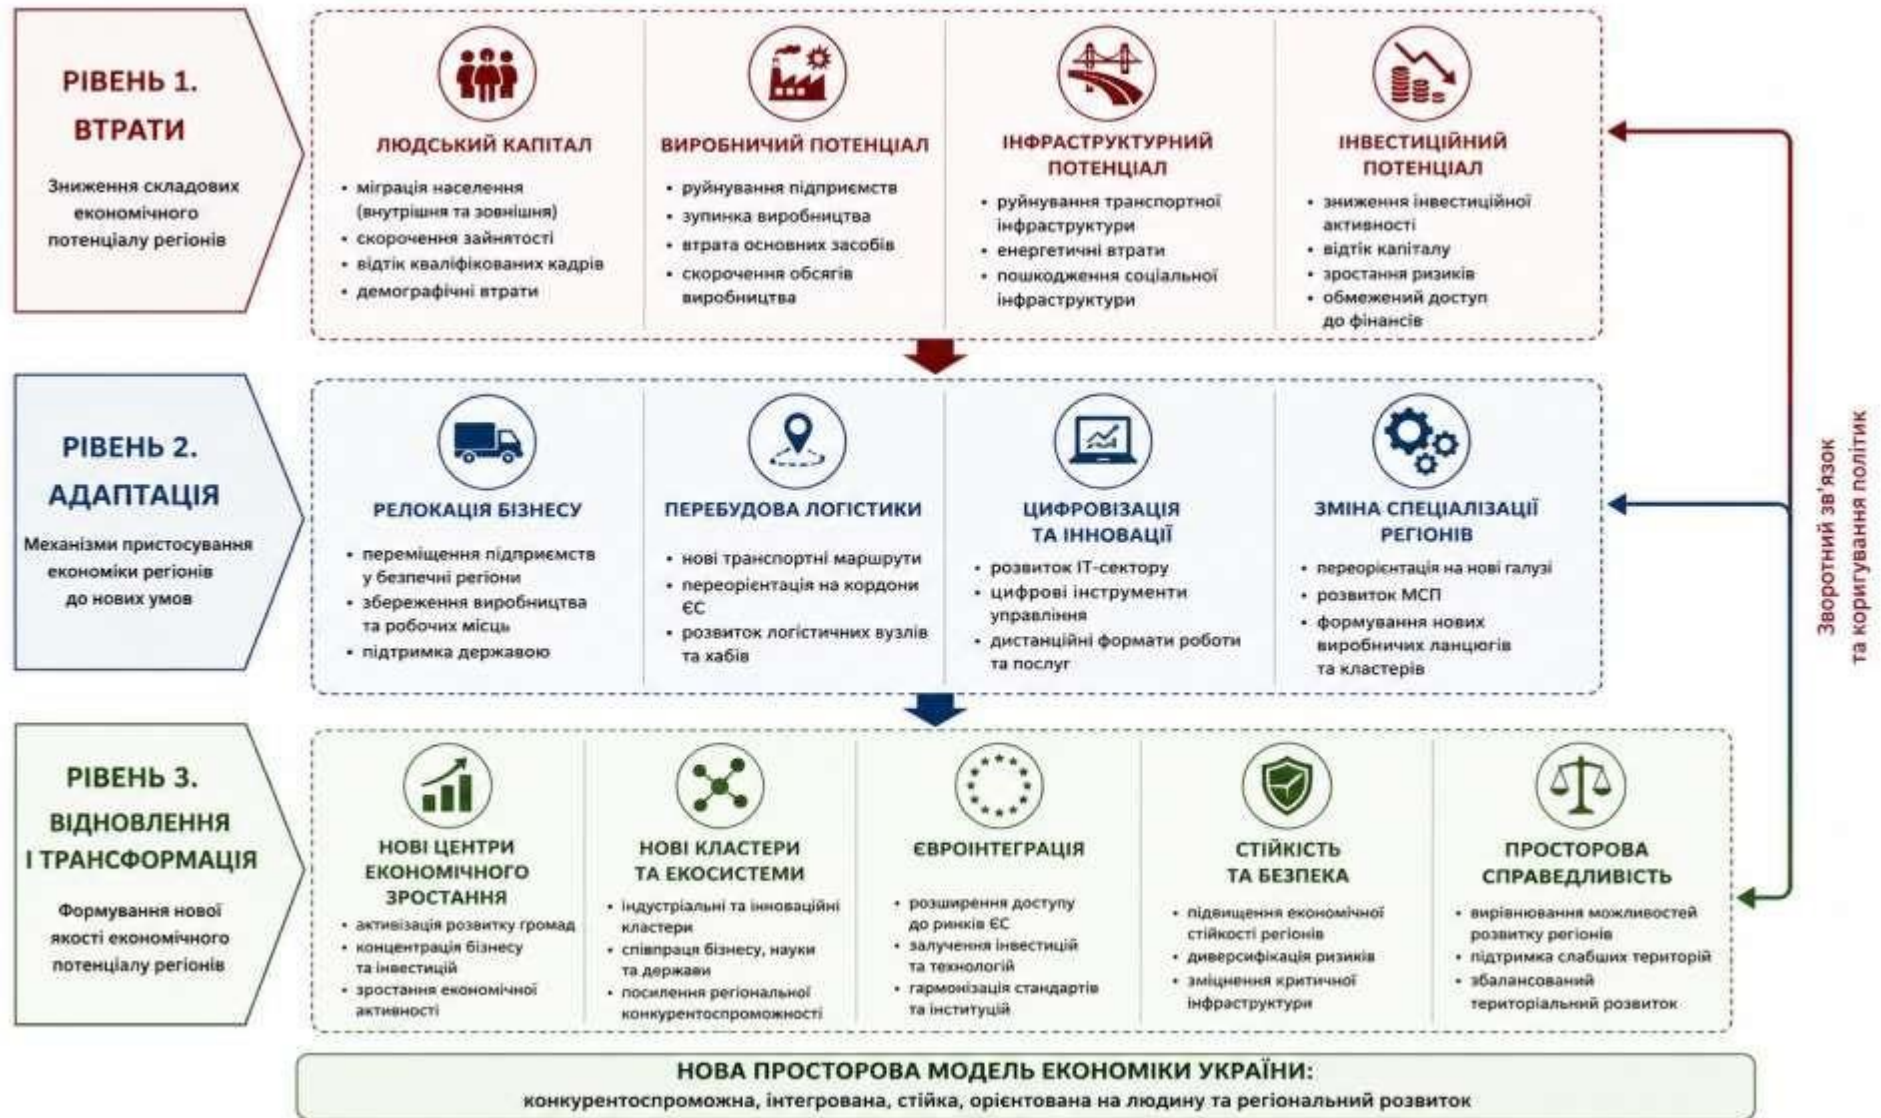 РІВЕНЬ 1.
ВТРАТИ
Зниження складових
економічного
потенціалу регіонів
ЛЮДСЬКИЙ КАПІТАЛ
• міграція населення
(внутрішня та зовнішня)
• скорочення зайнятості
• відтік кваліфікованих кадрів
• демографічні втрати
ВИРОБНИЧИЙ ПОТЕНЦІАЛ
• руйнування підприємств
• зупинка виробництва
• втрата основних засобів
• скорочення обсягів
виробництва
ІНФРАСТРУКТУРНИЙ
ПОТЕНЦІАЛ
• руйнування транспортної
інфраструктури
• енергетичні втрати
• пошкодження соціальної
інфраструктури
ІНВЕСТИЦІЙНИЙ
ПОТЕНЦІАЛ
• зниження інвестиційної
активності
• відтік капіталу
• зростання ризиків
• обмежений доступ
до фінансів
РІВЕНЬ 2.
АДАПТАЦІЯ
Механізми пристосування
економіки регіонів
до нових умов
РЕЛОКАЦІЯ БІЗНЕСУ
• переміщення підприємств
у безпечні регіони
• збереження виробництва
та робочих місць
• підтримка державою
ПЕРЕБУДОВА ЛОГІСТИКИ
• нові транспортні маршрути
• переорієнтація на кордони
ЄС
• розвиток логістичних вузлів
та хабів
ЦИФРОВІЗАЦІЯ
ТА ІННОВАЦІЇ
• розвиток ІТ-сектору
• цифрові інструменти
управління
• дистанційні формати роботи
та послуг
ЗМІНА СПЕЦІАЛІЗАЦІЇ
РЕГІОНІВ
• переорієнтація на нові галузі
• розвиток МСП
• формування нових
виробничих ланцюгів
та кластерів
РІВЕНЬ 3.
ВІДНОВЛЕННЯ
І ТРАНСФОРМАЦІЯ
Формування нової
якості економічного
потенціалу регіонів
НОВІ ЦЕНТРИ
ЕКОНОМІЧНОГО
ЗРОСТАННЯ
• активізація розвитку громад
• концентрація бізнесу
та інвестицій
• зростання економічної
активності
НОВІ КЛАСТЕРИ
ТА ЕКОСИСТЕМИ
• індустріальні та інноваційні
кластери
• співпраця бізнесу, науки
та держави
• посилення регіональної
конкурентоспроможності
ЄВРОІНТЕГРАЦІЯ
• розширення доступу
до ринків ЄС
• залучення інвестицій
та технологій
• гармонізація стандартів
та інституцій
СТІЙКІСТЬ
ТА БЕЗПЕКА
• підвищення економічної
стійкості регіонів
• диверсифікація ризиків
• зміцнення критичної
інфраструктури
ПРОСТОРОВА
СПРАВЕДЛИВІСТЬ
• вирівнювання можливостей
розвитку регіонів
• підтримка слабших територій
• збалансований
територіальний розвиток
Зворотний зв'язок
та коригування політик
НОВА ПРОСТОРОВА МОДЕЛЬ ЕКОНОМІКИ УКРАЇНИ:
конкурентоспроможна, інтегрована, стійка, орієнтована на людину та регіональний розвиток